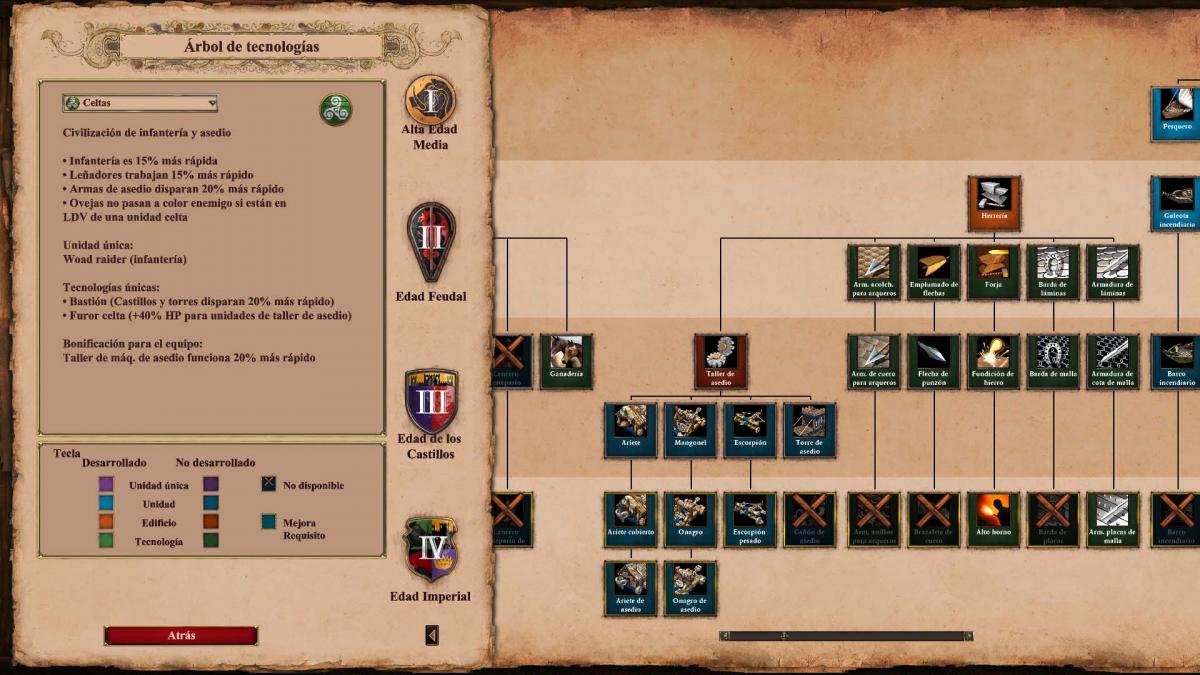 Árbol de tecnologías
Celtas
Civilización de infantería y asedio
• Infantería es 15% más rápida
• Leñadores trabajan 15% más rápido
• Armas de asedio disparan 20% más rápido
• Ovejas no pasan a color enemigo si están en
LDV de una unidad celta
Unidad única:
Woad raider (infantería)
Tecnologías únicas:
• Bastión (Castillos y torres disparan 20% más rápido)
• Furor celta (+40% HP para unidades de taller de asedio)
Bonificación para el equipo:
Taller de máq. de asedio funciona 20% más rápido
Tecla
Desarrollado No desarrollado
Unidad única
No disponible
Unidad
Edificio
Mejora
Requisito
Tecnología
Atrás
I
Alta Edad
Media
II
Edad Feudal
III
Edad de los
Castillos
IV
Edad Imperial
Pesquero
Herrería
Galeota
incendiaria
Arm. acolch.
para arqueros
Emplumado de
flechas
Forja
Barda de
láminas
Armadura de
láminas
Ganadería
Taller de
asedio
Arm. de cuero
para arqueros
Flecha de
punzón
Fundición de
hierro
Barda de malla
Armadura de
cota de malla
Barco
incendiario
Ariete
Mangonel
Escorpión
Torre de
asedio
Ariete cubierto
Onagro
Escorpión
pesado
Cañón de
asedio
Arm. anillos
para arqueros
Brazalete de
cuero
Alto horno
Barda de
placas
Arm. placas de
malla
Barco
incendiario
Ariete de
asedio
Onagro de
asedio